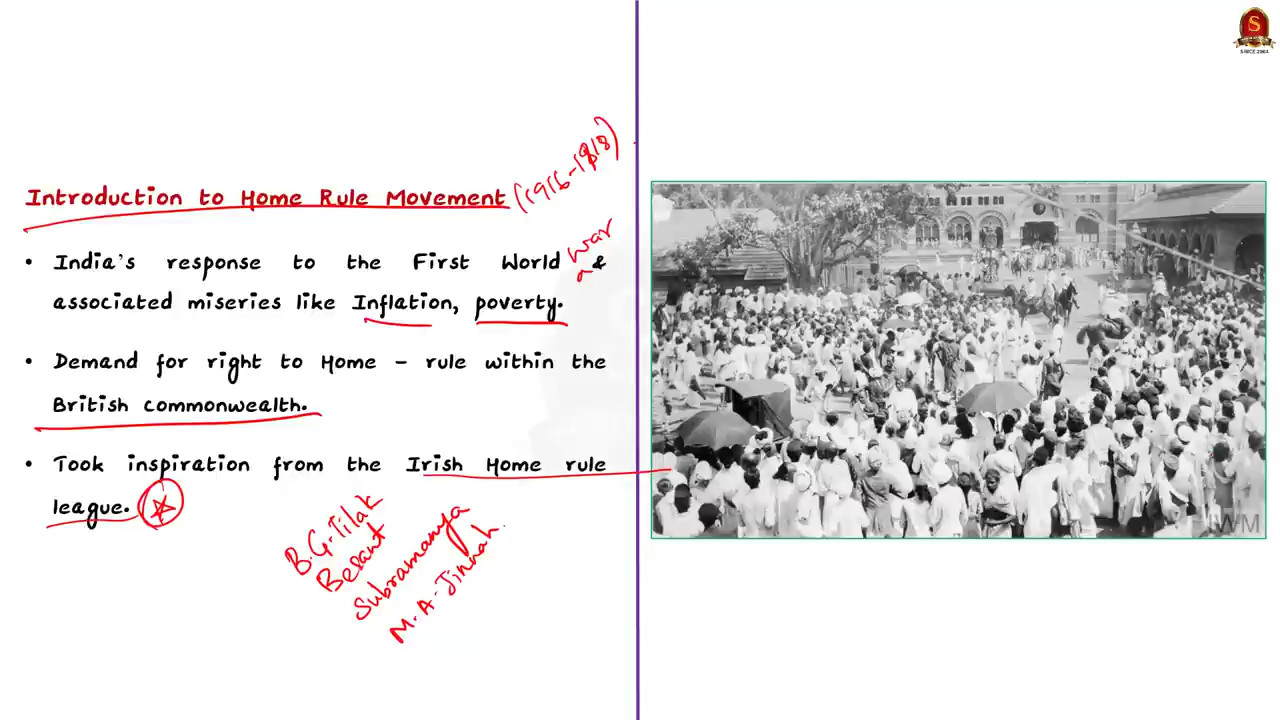 S
SINCE 2004
Introduction to Home Rule Movement (1916-1918)
• India's response to the First World war &
associated miseries like Inflation, poverty.
• Demand for right to Home - rule within the
British commonwealth.
• Took inspiration from the Irish Home rule
league.
B.G.Tilak
Besant
Subramanya
M.A.Jinnah
IWM